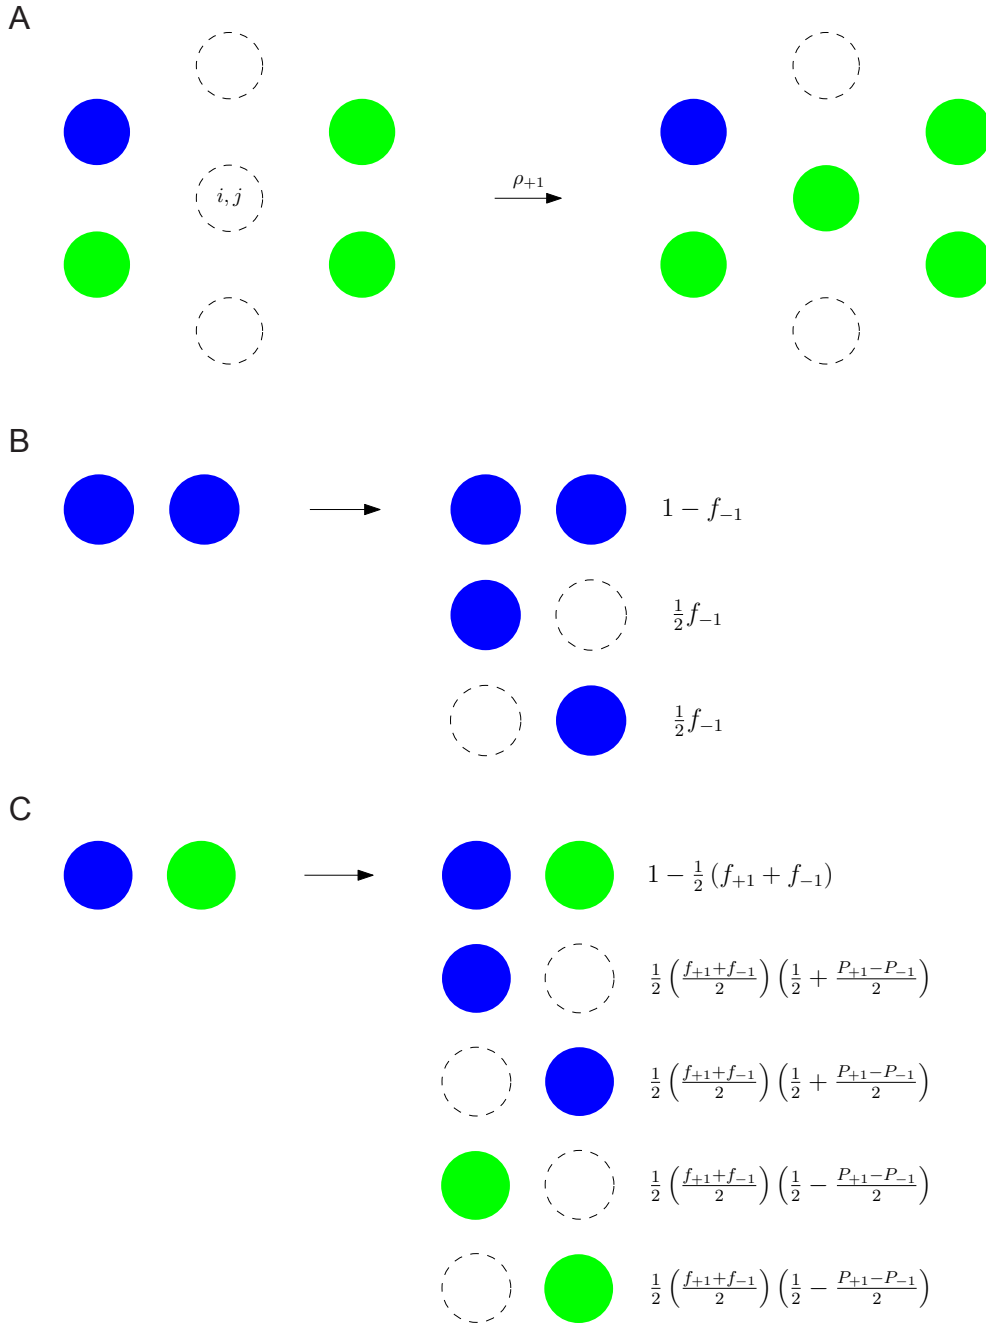 A
i, j
ρ₊₁
B
1 − f₋₁
½ f₋₁
½ f₋₁
C
1 − ½ (f₊₁ + f₋₁)
½ ((f₊₁+f₋₁)/2) (½ + (P₊₁−P₋₁)/2)
½ ((f₊₁+f₋₁)/2) (½ + (P₊₁−P₋₁)/2)
½ ((f₊₁+f₋₁)/2) (½ − (P₊₁−P₋₁)/2)
½ ((f₊₁+f₋₁)/2) (½ − (P₊₁−P₋₁)/2)